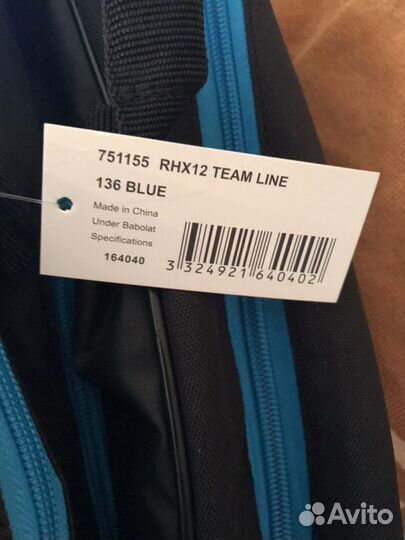 751155 RHX12 TEAM LINE
136 BLUE
Made in China
Under Babolat
Specifications
164040
3 324921 640402
Avito